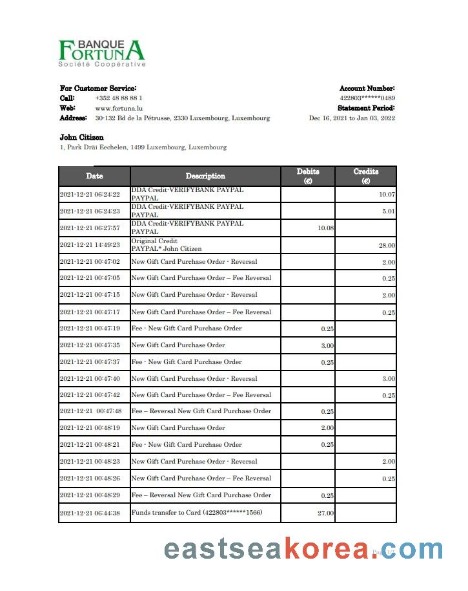 BANQUE
FORTUNA
Société Coopérative
For Customer Service: Account Number:
Call: +352 48 88 88 1 422803******0489
Web: www.fortuna.lu Statement Period:
Address: 30-132 Bd de la Pétrusse, 2330 Luxembourg, Luxembourg Dec 16, 2021 to Jan 03, 2022
John Citizen
1, Park Dräi Eechelen, 1499 Luxembourg, Luxembourg
Date Description Debits (€) Credits (€)
2021-12-21 06:24:22 DDA Credit-VERIFYBANK PAYPAL PAYPAL 10.07
2021-12-21 06:24:23 DDA Credit-VERIFYBANK PAYPAL PAYPAL 5.01
2021-12-21 06:27:57 DDA Credit-VERIFYBANK PAYPAL PAYPAL 10.08
2021-12-21 14:49:23 Original Credit PAYPAL* John Citizen 28.00
2021-12-21 00:47:02 New Gift Card Purchase Order - Reversal 2.00
2021-12-21 00:47:05 New Gift Card Purchase Order – Fee Reversal 0.25
2021-12-21 00:47:15 New Gift Card Purchase Order - Reversal 2.00
2021-12-21 00:47:17 New Gift Card Purchase Order – Fee Reversal 0.25
2021-12-21 00:47:19 Fee - New Gift Card Purchase Order 0.25
2021-12-21 00:47:35 New Gift Card Purchase Order 3.00
2021-12-21 00:47:37 Fee - New Gift Card Purchase Order 0.25
2021-12-21 00:47:40 New Gift Card Purchase Order - Reversal 3.00
2021-12-21 00:47:42 New Gift Card Purchase Order – Fee Reversal 0.25
2021-12-21 00:47:48 Fee – Reversal New Gift Card Purchase Order 0.25
2021-12-21 00:48:19 New Gift Card Purchase Order 2.00
2021-12-21 00:48:21 Fee - New Gift Card Purchase Order 0.25
2021-12-21 00:48:23 New Gift Card Purchase Order - Reversal 2.00
2021-12-21 00:48:26 New Gift Card Purchase Order – Fee Reversal 0.25
2021-12-21 00:48:29 Fee – Reversal New Gift Card Purchase Order 0.25
2021-12-21 06:44:38 Funds transfer to Card (422803******1566) 27.00
eastseakorea.com